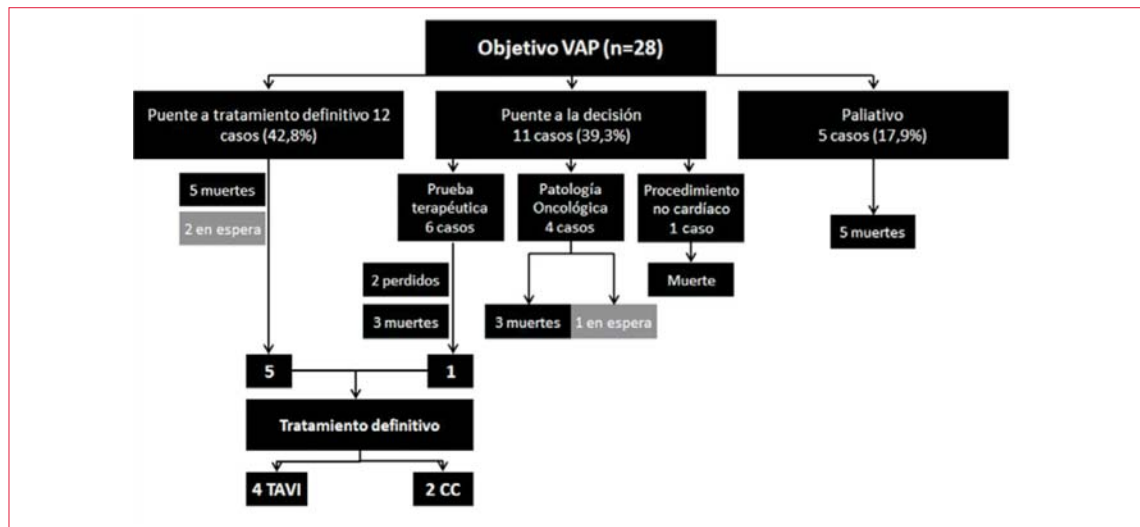 Objetivo VAP (n=28)
Puente a tratamiento definitivo 12
casos (42,8%)
Puente a la decisión
11 casos (39,3%)
Paliativo
5 casos (17,9%)
5 muertes
2 en espera
Prueba
terapéutica
6 casos
Patología
Oncológica
4 casos
Procedimiento
no cardíaco
1 caso
5 muertes
2 perdidos
3 muertes
3 muertes
1 en espera
Muerte
5
1
Tratamiento definitivo
4 TAVI
2 CC